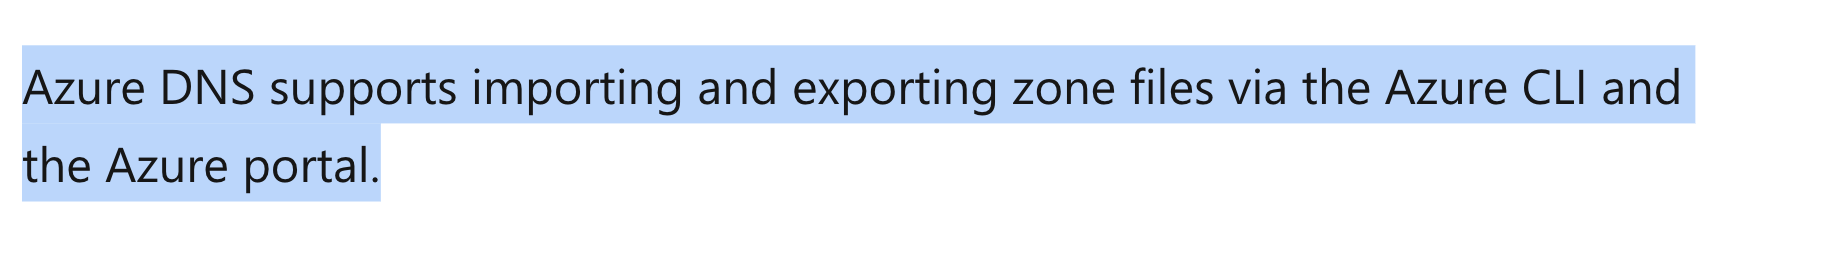 Azure DNS supports importing and exporting zone files via the Azure CLI and
the Azure portal.